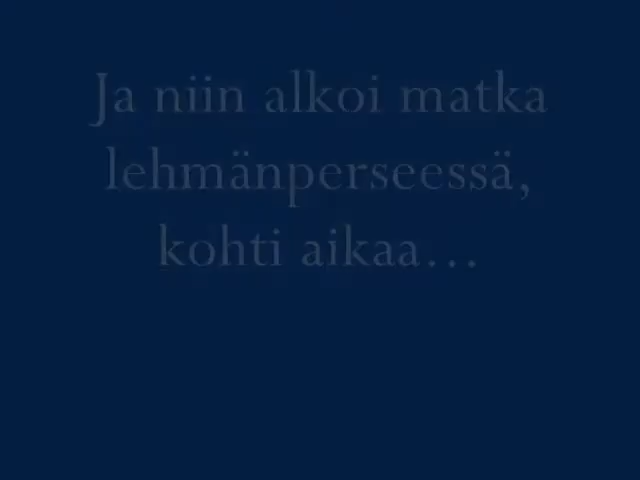 Ja niin alkoi matka
lehmänperseessä,
kohti aikaa…